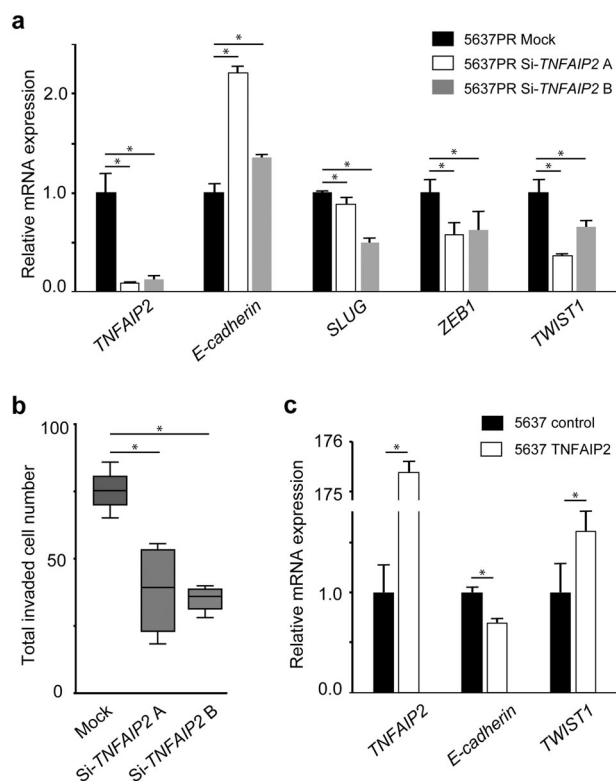 a
5637PR Mock
5637PR Si-TNFAIP2 A
5637PR Si-TNFAIP2 B
Relative mRNA expression
2.0
1.0
0.0
* * * * * * * * * *
TNFAIP2
E-cadherin
SLUG
ZEB1
TWIST1
b
Total invaded cell number
100
50
0
* *
Mock
Si-TNFAIP2 A
Si-TNFAIP2 B
c
5637 control
5637 TNFAIP2
Relative mRNA expression
176
175
1.0
0.0
* * *
TNFAIP2
E-cadherin
TWIST1